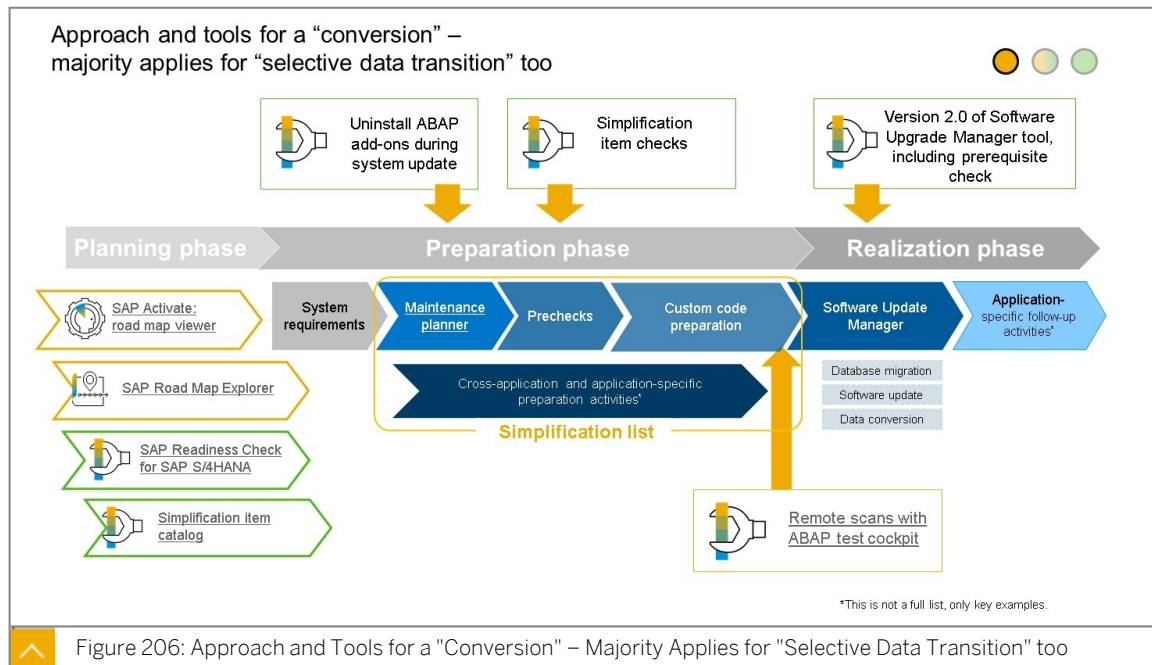 Approach and tools for a “conversion” –
majority applies for “selective data transition” too
Uninstall ABAP
add-ons during
system update
Simplification
item checks
Version 2.0 of Software
Upgrade Manager tool,
including prerequisite
check
Planning phase
Preparation phase
Realization phase
SAP Activate:
road map viewer
System
requirements
Maintenance
planner
Prechecks
Custom code
preparation
Software Update
Manager
Application-
specific follow-up
activities*
SAP Road Map Explorer
Cross-application and application-specific
preparation activities*
Database migration
Software update
Data conversion
Simplification list
SAP Readiness Check
for SAP S/4HANA
Simplification item
catalog
Remote scans with
ABAP test cockpit
*This is not a full list, only key examples.
Figure 206: Approach and Tools for a "Conversion" – Majority Applies for "Selective Data Transition" too